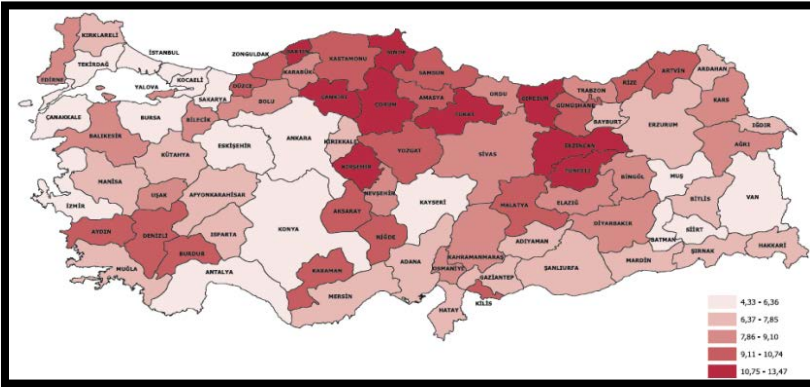 KIRKLARELİ
EDİRNE
TEKİRDAĞ
İSTANBUL
KOCAELİ
YALOVA
SAKARYA
ZONGULDAK
BARTIN
KASTAMONU
SİNOP
KARABÜK
DÜZCE
BOLU
ÇANKIRI
ÇORUM
SAMSUN
AMASYA
TOKAT
ORDU
GİRESUN
TRABZON
GÜMÜŞHANE
RİZE
ARTVİN
ARDAHAN
KARS
BAYBURT
ERZURUM
IĞDIR
AĞRI
ÇANAKKALE
BURSA
BİLECİK
BALIKESİR
ESKİŞEHİR
ANKARA
KIRIKKALE
KÜTAHYA
YOZGAT
SİVAS
ERZİNCAN
TUNCELİ
KIRŞEHİR
MANİSA
UŞAK
AFYONKARAHİSAR
NEVŞEHİR
KAYSERİ
AKSARAY
MALATYA
ELAZIĞ
BİNGÖL
MUŞ
BİTLİS
VAN
İZMİR
AYDIN
DENİZLİ
ISPARTA
BURDUR
KONYA
NİĞDE
KAHRAMANMARAŞ
ADIYAMAN
DİYARBAKIR
BATMAN
SİİRT
ŞIRNAK
HAKKARİ
MUĞLA
ANTALYA
KARAMAN
MERSİN
ADANA
OSMANİYE
GAZİANTEP
KİLİS
HATAY
ŞANLIURFA
MARDİN
4,33 - 6,36
6,37 - 7,85
7,86 - 9,10
9,11 - 10,74
10,75 - 13,47